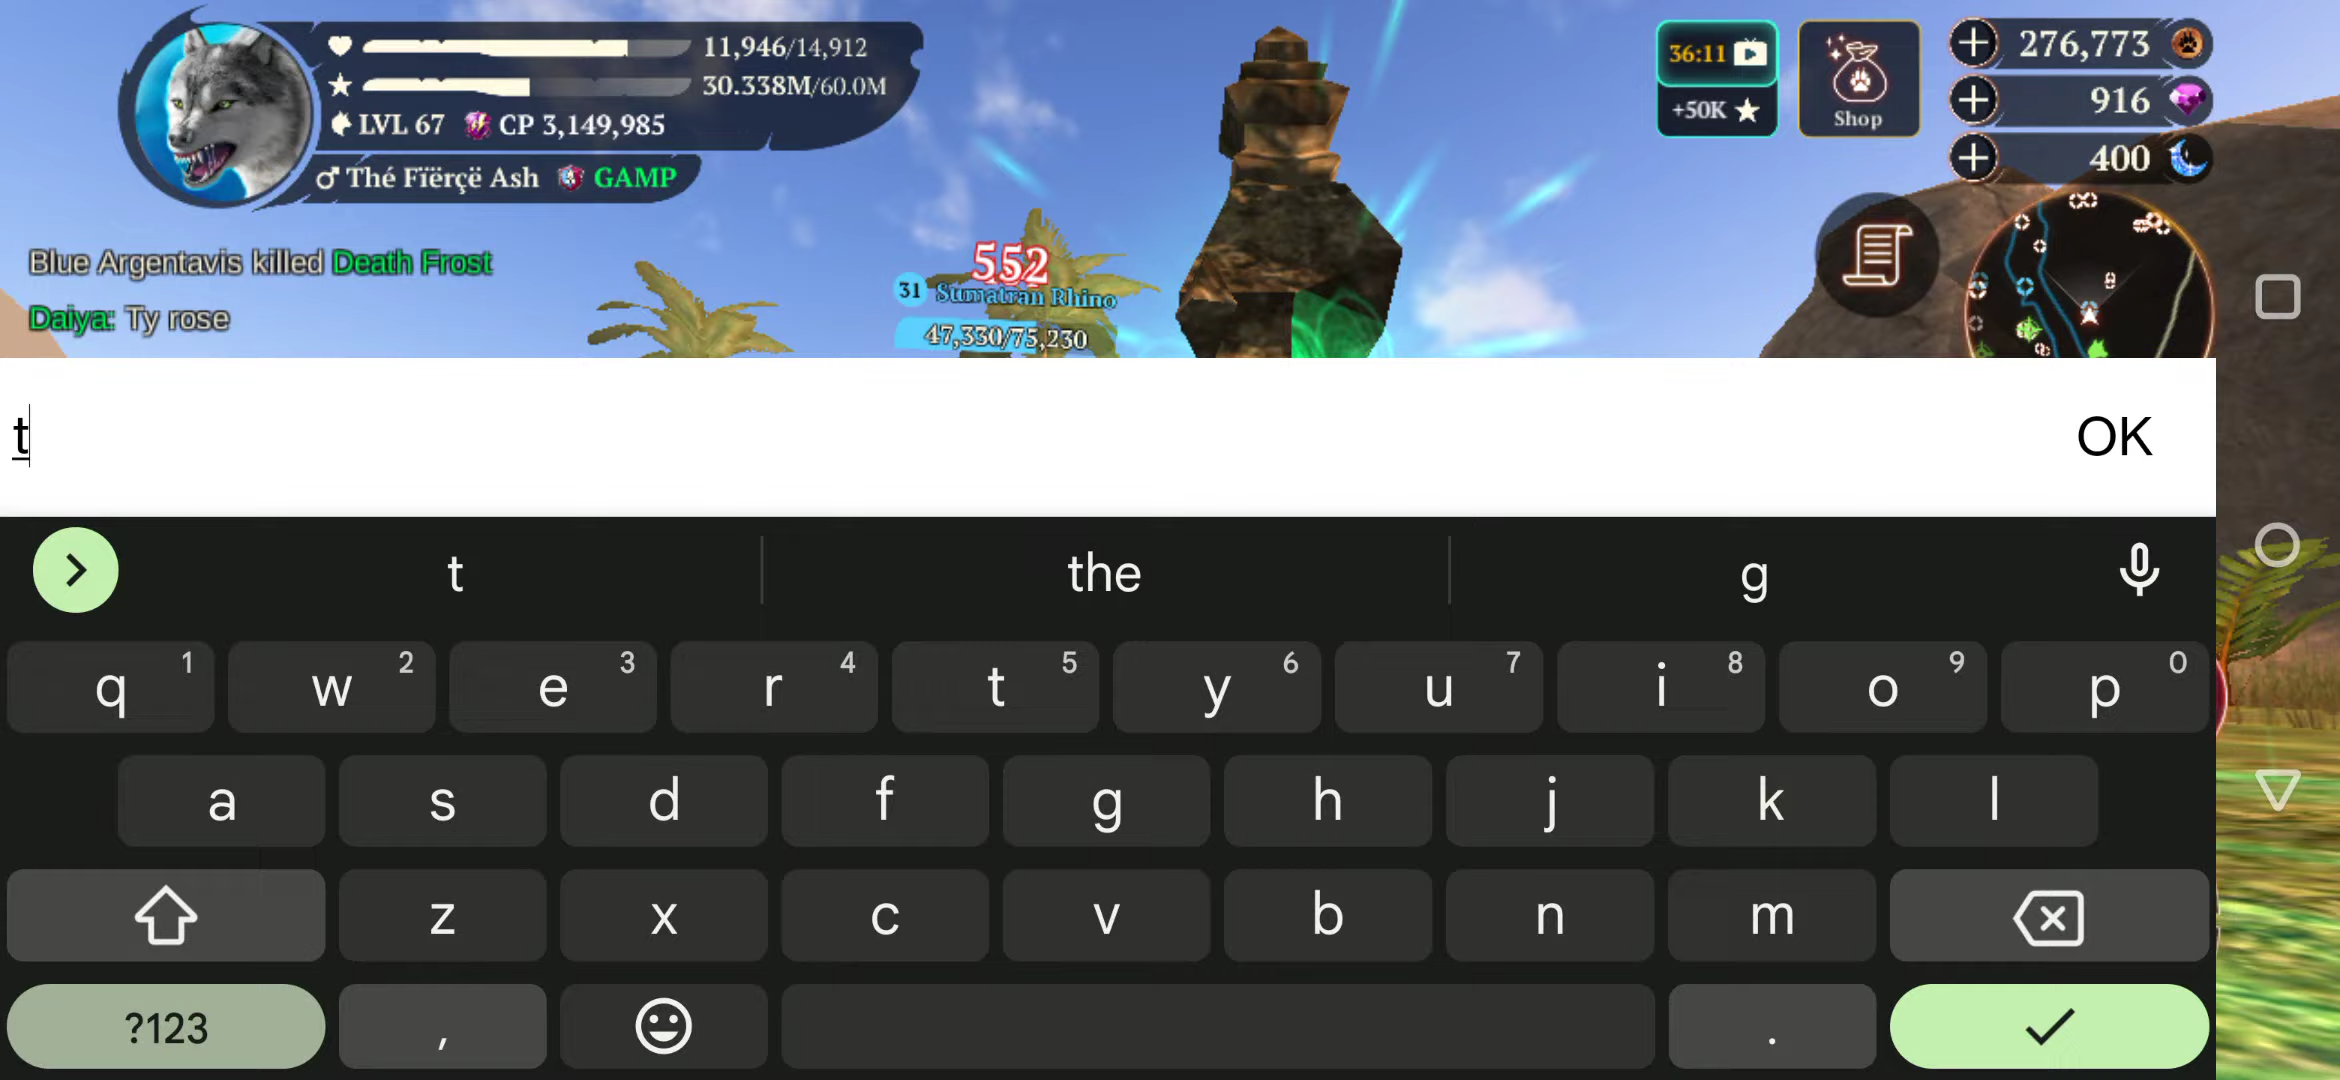 11,946/14,912
30.338M/60.0M
LVL 67 CP 3,149,985
Thé Fïërçë Ash GAMP
36:11
+50K
Shop
276,773
916
400
Blue Argentavis killed Death Frost
Daiya: Ty rose
552
31 Sumatran Rhino
47,330/75,230
t
OK
t the g
q 1 w 2 e 3 r 4 t 5 y 6 u 7 i 8 o 9 p 0
a s d f g h j k l
z x c v b n m
?123 , .